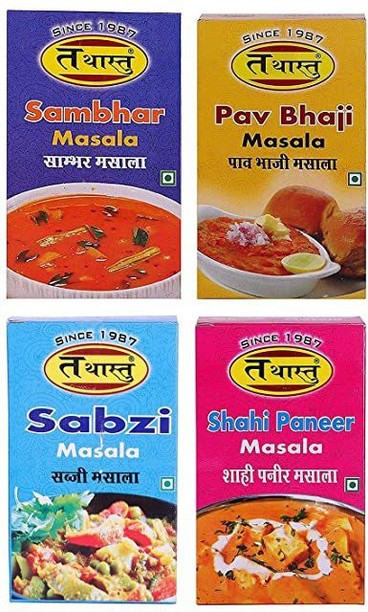 SINCE 1987
तथास्तु
Sambhar
Masala
साम्भर मसाला
SINCE 1987
तथास्तु
Pav Bhaji
Masala
पाव भाजी मसाला
SINCE 1987
तथास्तु
Sabzi
Masala
सब्जी मसाला
SINCE 1987
तथास्तु
Shahi Paneer
Masala
शाही पनीर मसाला